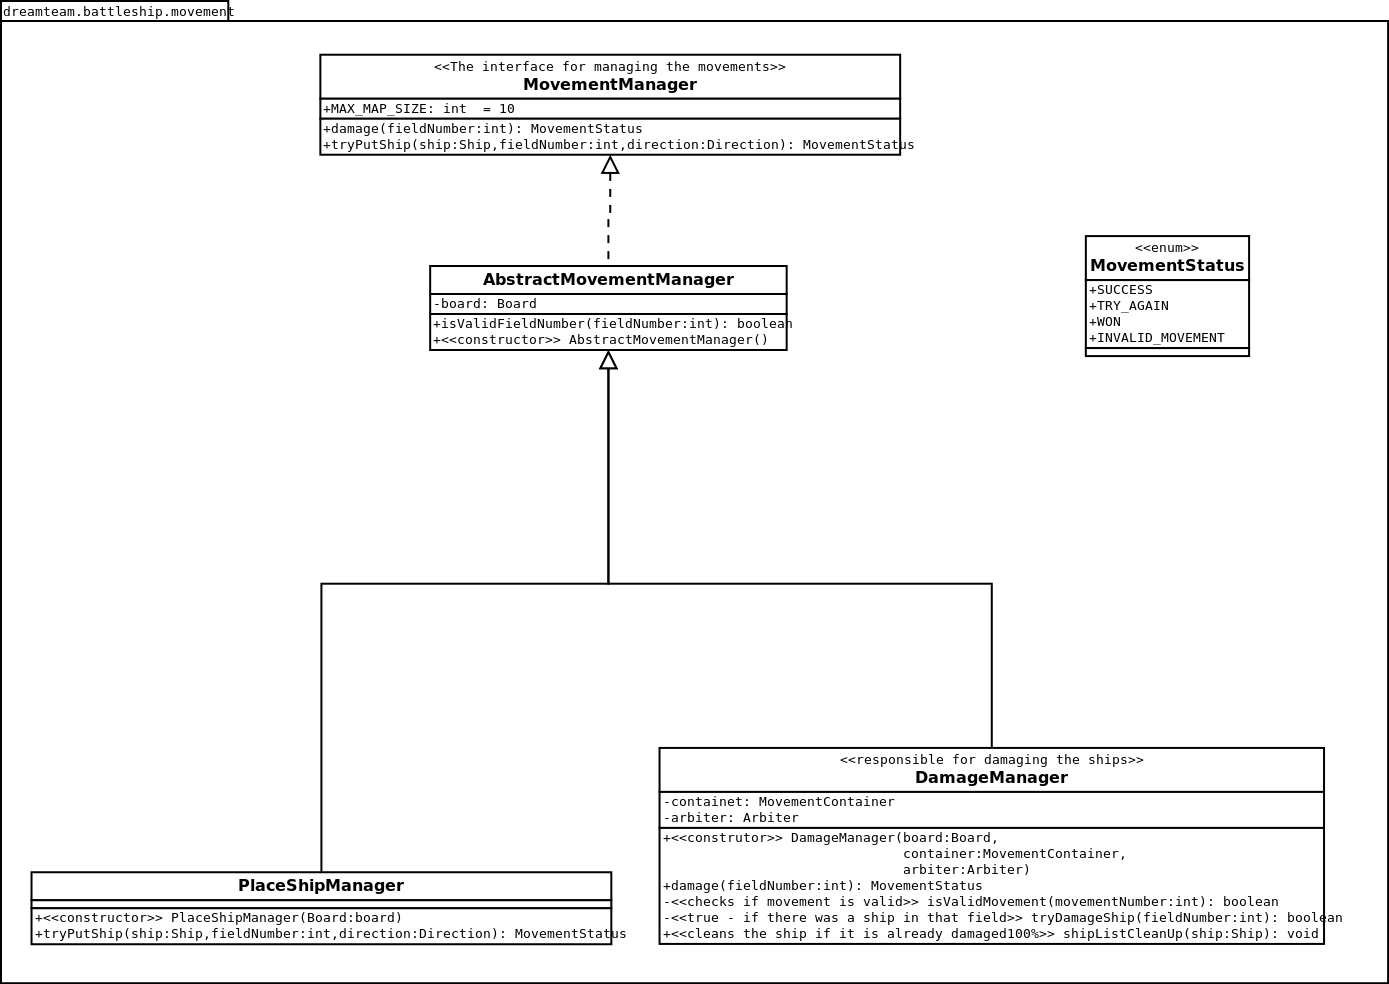 dreamteam.battleship.movement
<<The interface for managing the movements>>
MovementManager
+MAX_MAP_SIZE: int  = 10
+damage(fieldNumber:int): MovementStatus
+tryPutShip(ship:Ship,fieldNumber:int,direction:Direction): MovementStatus
<<enum>>
MovementStatus
+SUCCESS
+TRY_AGAIN
+WON
+INVALID_MOVEMENT
AbstractMovementManager
-board: Board
+isValidFieldNumber(fieldNumber:int): boolean
+<<constructor>> AbstractMovementManager()
<<responsible for damaging the ships>>
DamageManager
-containet: MovementContainer
-arbiter: Arbiter
+<<construtor>> DamageManager(board:Board,
container:MovementContainer,
arbiter:Arbiter)
+damage(fieldNumber:int): MovementStatus
-<<checks if movement is valid>> isValidMovement(movementNumber:int): boolean
-<<true - if there was a ship in that field>> tryDamageShip(fieldNumber:int): boolean
+<<cleans the ship if it is already damaged100%>> shipListCleanUp(ship:Ship): void
PlaceShipManager
+<<constructor>> PlaceShipManager(Board:board)
+tryPutShip(ship:Ship,fieldNumber:int,direction:Direction): MovementStatus